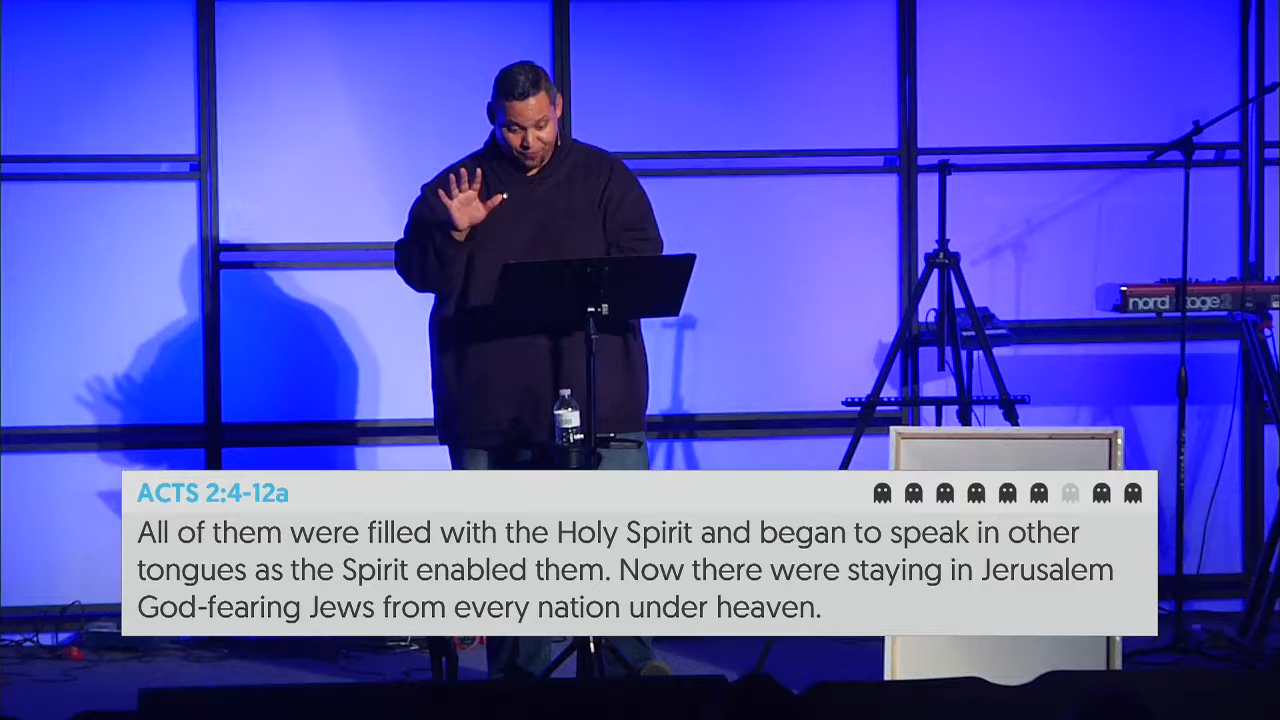 nord stage 2
ACTS 2:4-12a
All of them were filled with the Holy Spirit and began to speak in other
tongues as the Spirit enabled them. Now there were staying in Jerusalem
God-fearing Jews from every nation under heaven.